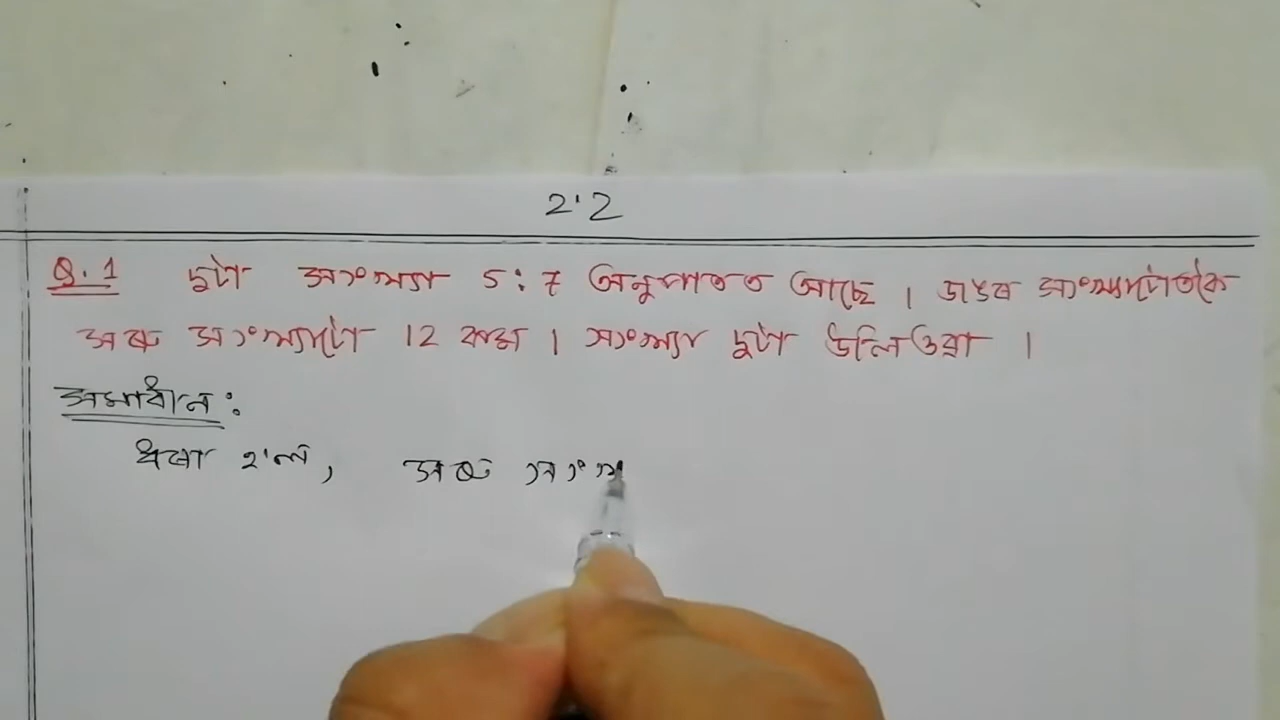 2.2
Q.1 দুটা সংখ্যা 5:7 অনুপাতত আছে। ডাঙৰ সংখ্যাটোতকৈ
সৰু সংখ্যাটো 12 কম। সংখ্যা দুটা উলিওৱা।
সমাধান:
ধৰা হ'ল, সৰু সংখ